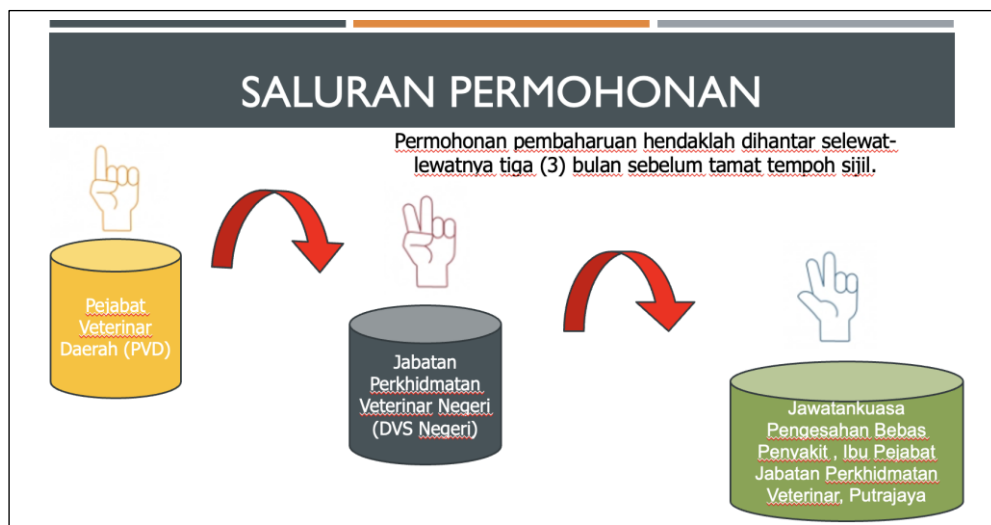 SALURAN PERMOHONAN
Permohonan pembaharuan hendaklah dihantar selewat-
lewatnya tiga (3) bulan sebelum tamat tempoh sijil.
Pejabat
Veterinar
Daerah (PVD)
Jabatan
Perkhidmatan
Veterinar Negeri
(DVS Negeri)
Jawatankuasa
Pengesahan Bebas
Penyakit , Ibu Pejabat
Jabatan Perkhidmatan
Veterinar, Putrajaya